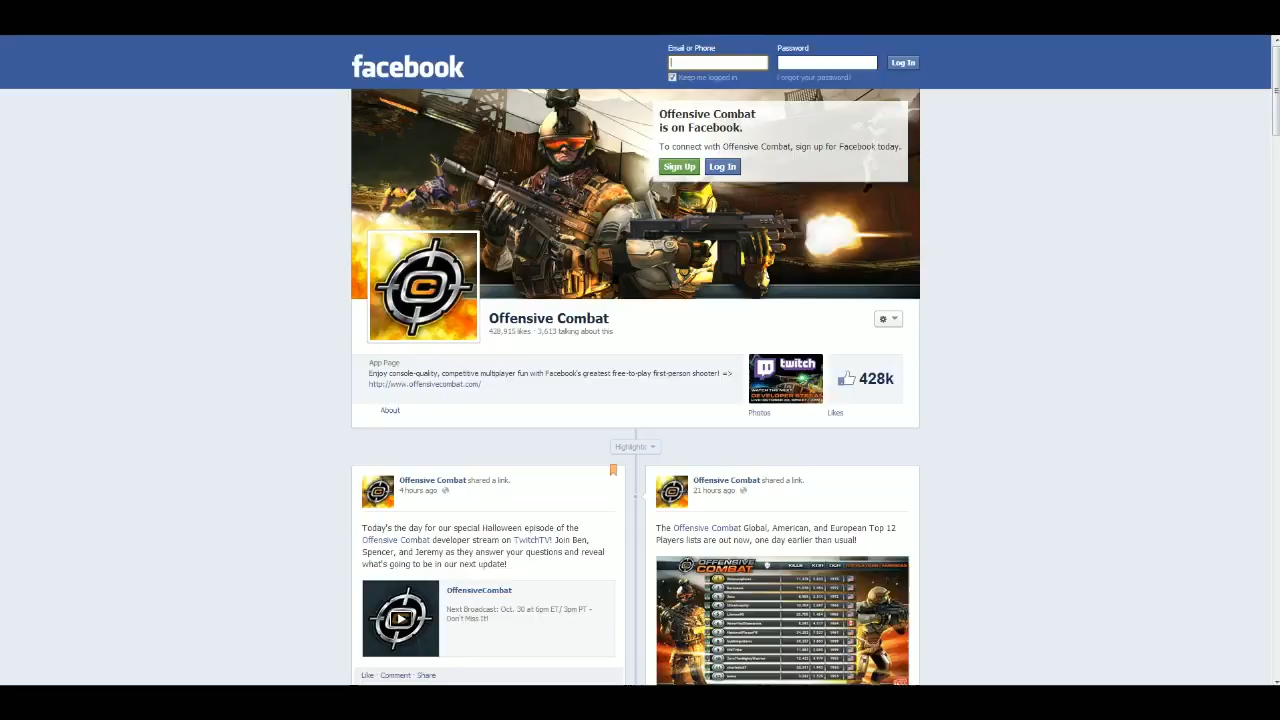 facebook
Email or Phone
Password
Log In
Keep me logged in
Forgot your password?
Offensive Combat
is on Facebook.
To connect with Offensive Combat, sign up for Facebook today.
Sign Up
Log In
Offensive Combat
428,915 likes · 3,613 talking about this
App Page
Enjoy console-quality, competitive multiplayer fun with Facebook's greatest free-to-play first-person shooter! =>
http://www.offensivecombat.com/
About
twitch
Photos
428k
Likes
Highlights
Offensive Combat shared a link.
4 hours ago
Today's the day for our special Halloween episode of the
Offensive Combat developer stream on TwitchTV! Join Ben,
Spencer, and Jeremy as they answer your questions and reveal
what's going to be in our next update!
OffensiveCombat
Next Broadcast: Oct. 30 at 6pm ET/ 3pm PT -
Don't Miss It!
Like · Comment · Share
Offensive Combat shared a link.
21 hours ago
The Offensive Combat Global, American, and European Top 12
Players lists are out now, one day earlier than usual!
OFFENSIVE
COMBAT